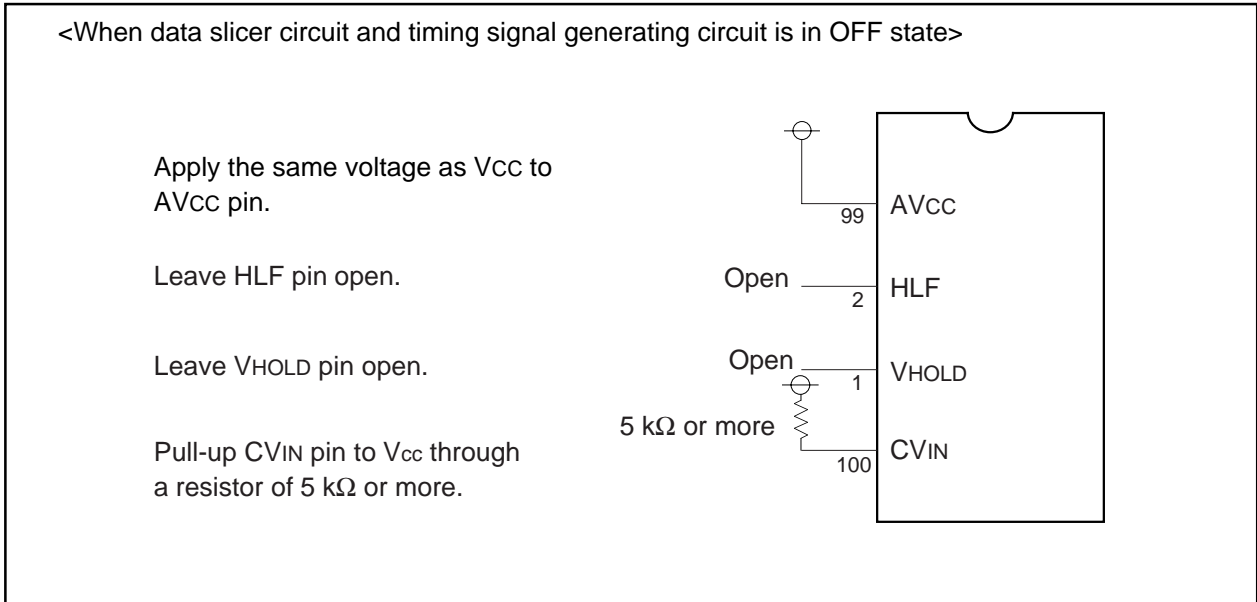 <When data slicer circuit and timing signal generating circuit is in OFF state>
Apply the same voltage as VCC to
AVCC pin.
99
AVCC
Leave HLF pin open.
Open
2
HLF
Leave VHOLD pin open.
Open
1
VHOLD
5 kΩ or more
Pull-up CVIN pin to Vcc through
a resistor of 5 kΩ or more.
100
CVIN